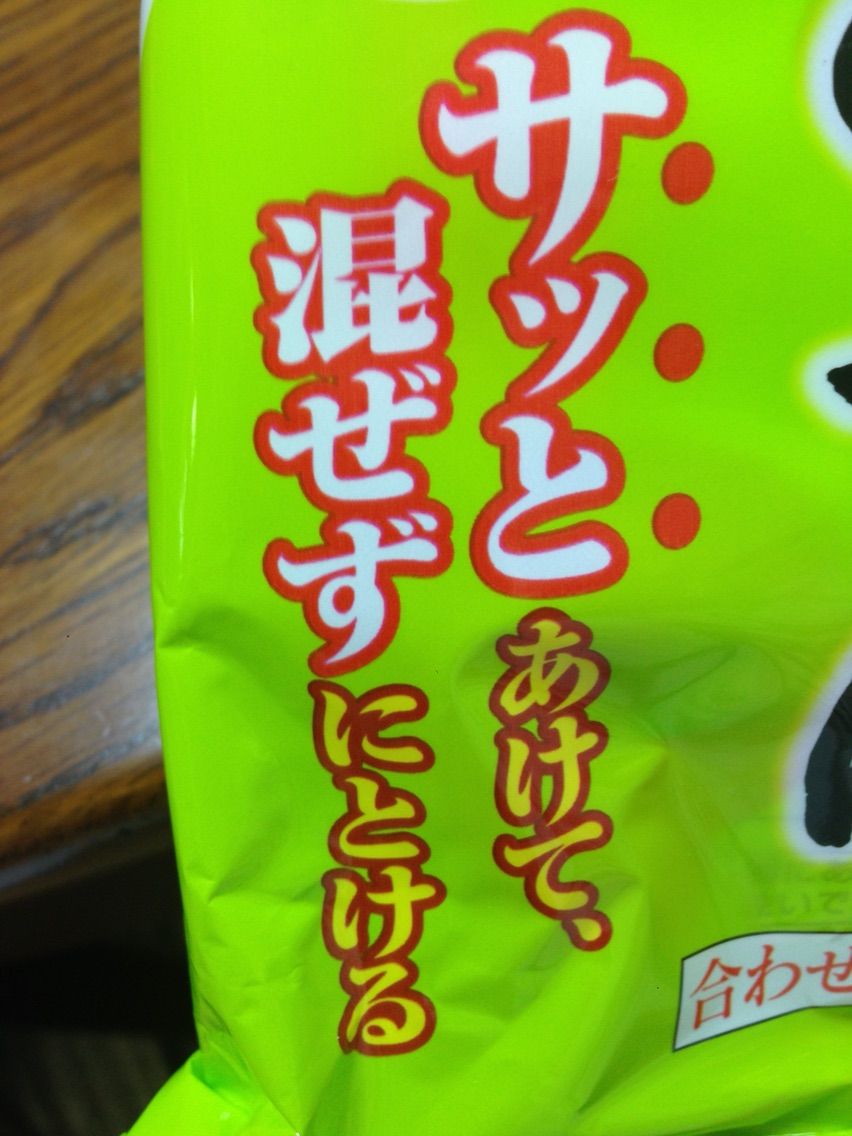 サッとあけて、
混ぜずにとける
合わせ